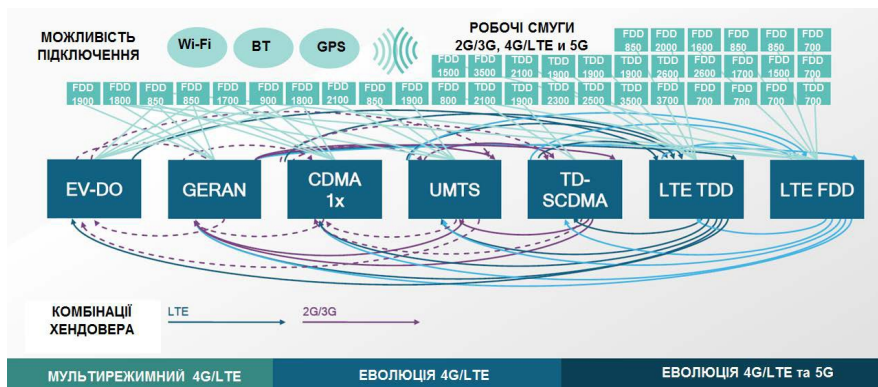 МОЖЛИВІСТЬ
ПІДКЛЮЧЕННЯ
Wi-Fi
BT
GPS
РОБОЧІ СМУГИ
2G/3G, 4G/LTE и 5G
FDD FDD FDD FDD FDD FDD
850 2000 1600 850 850 700
FDD FDD TDD TDD TDD TDD TDD FDD FDD FDD FDD
1500 3500 2100 1900 1900 1900 2600 2600 1700 1500 700
FDD FDD FDD FDD FDD FDD FDD FDD FDD FDD FDD TDD TDD TDD TDD TDD FDD FDD FDD FDD TDD
1900 1800 850 850 1700 900 1800 2100 850 1900 800 2100 1900 2300 2500 3500 3700 700 700 700 700
EV-DO
GERAN
CDMA
1x
UMTS
TD-
SCDMA
LTE TDD
LTE FDD
КОМБІНАЦІЇ
ХЕНДОВЕРА
LTE
2G/3G
МУЛЬТИРЕЖИМНИЙ 4G/LTE
ЕВОЛЮЦІЯ 4G/LTE
ЕВОЛЮЦІЯ 4G/LTE та 5G